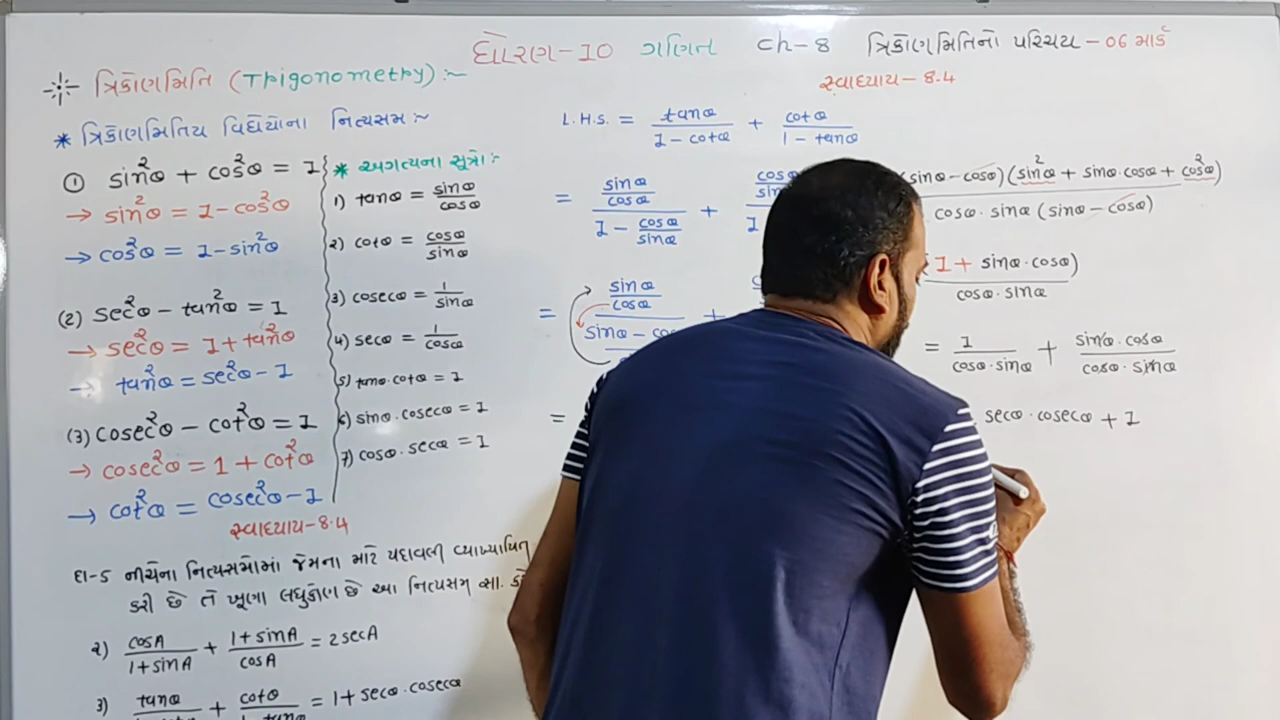 ધોરણ-10 ગણિત ch-8 ત્રિકોણમિતિનો પરિચય - 06 માર્ક
ત્રિકોણમિતિ (Trigonometry) :~
સ્વાધ્યાય - 8.4
* ત્રિકોણમિતિય વિધેયોના નિત્યસમ :~
① sin²θ + cos²θ = 1
→ sin²θ = 1-cos²θ
→ cos²θ = 1-sin²θ
(2) sec²θ - tan²θ = 1
→ sec²θ = 1 + tan²θ
→ tan²θ = sec²θ - 1
(3) cosec²θ - cot²θ = 1
→ cosec²θ = 1 + cot²θ
→ cot²θ = cosec²θ - 1
* અગત્યના સૂત્રો :-
1) tanθ = sinθ/cosθ
2) cotθ = cosθ/sinθ
3) cosecθ = 1/sinθ
4) secθ = 1/cosθ
5) tanθ·cotθ = 1
6) sinθ·cosecθ = 1
7) cosθ·secθ = 1
સ્વાધ્યાય-8.4
દા-5 નીચેના નિત્યસમોમાં જેમના માટે પદાવલી વ્યાખ્યાયિત
કરી છે તે ખૂણા લઘુકોણ છે આ નિત્યસમ સા.
2) cosA/(1+sinA) + (1+sinA)/cosA = 2secA
3) tanθ + cotθ = 1+secθ·cosecθ
L.H.S. = tanθ/(1-cotθ) + cotθ/(1-tanθ)
= (sinθ/cosθ)/(1 - cosθ/sinθ) +
= sinθ/cosθ +
sinθ -
=
(sinθ-cosθ)(sin²θ + sinθ·cosθ + cos²θ)
cosθ·sinθ (sinθ-cosθ)
(1 + sinθ·cosθ)
cosθ·sinθ
= 1/(cosθ·sinθ) + (sinθ·cosθ)/(cosθ·sinθ)
secθ·cosecθ + 1